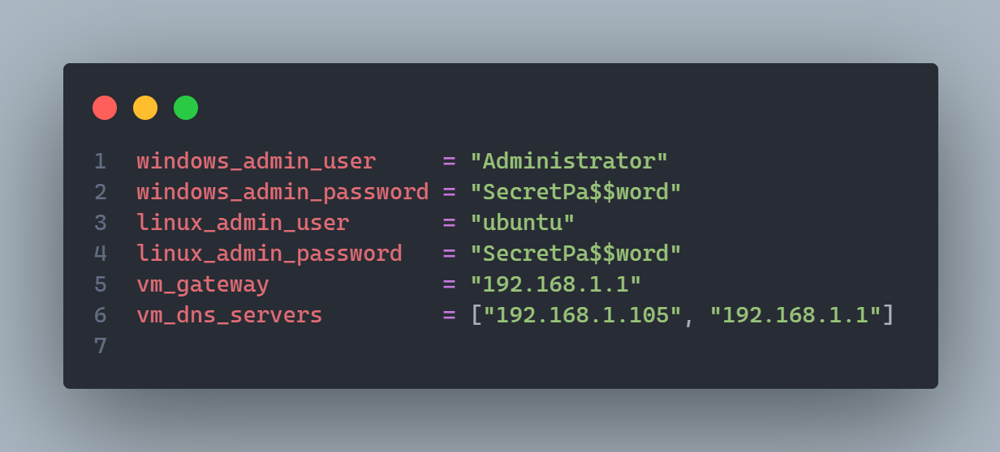 1 windows_admin_user     = "Administrator"
2 windows_admin_password = "SecretPa$$word"
3 linux_admin_user       = "ubuntu"
4 linux_admin_password   = "SecretPa$$word"
5 vm_gateway             = "192.168.1.1"
6 vm_dns_servers         = ["192.168.1.105", "192.168.1.1"]
7